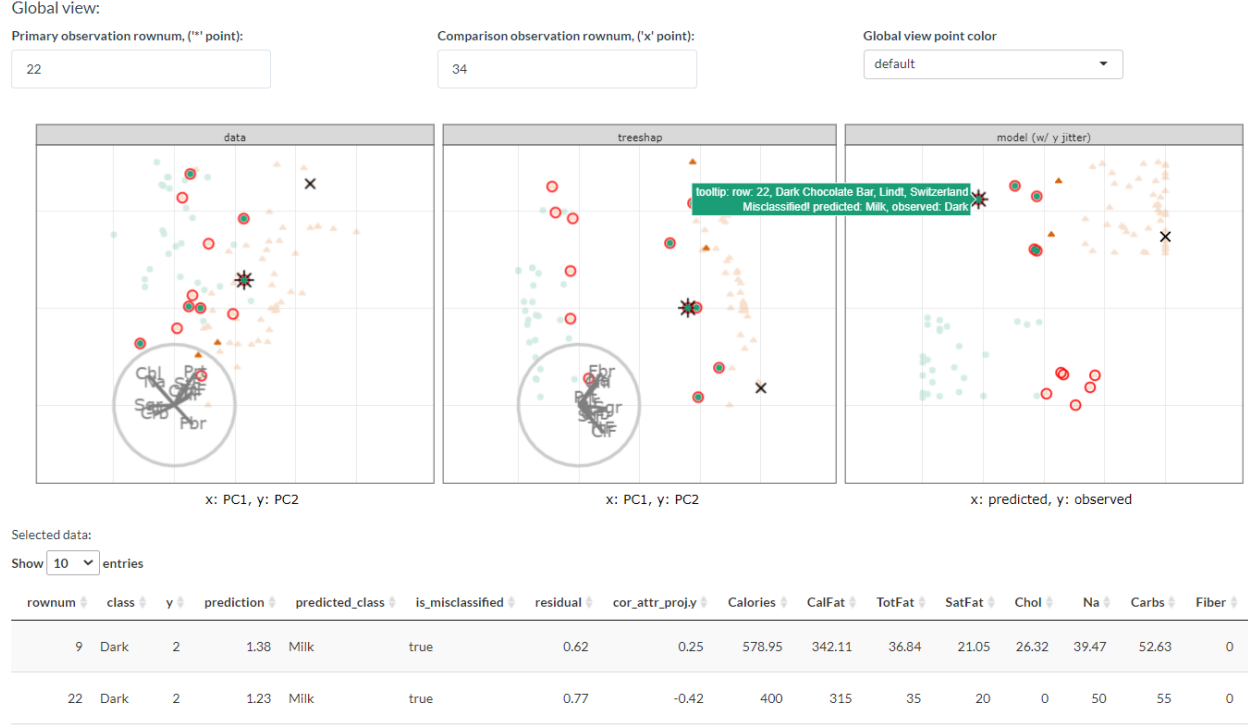 Global view:
Primary observation rownum, ('*' point): Comparison observation rownum, ('x' point): Global view point color
22 34 default
data treeshap model (w/ y jitter)
tooltip: row: 22, Dark Chocolate Bar, Lindt, Switzerland
Misclassified! predicted: Milk, observed: Dark
Chl Na Prt Fbr
Fbr
x: PC1, y: PC2 x: PC1, y: PC2 x: predicted, y: observed
Selected data:
Show 10 entries
rownum class y prediction predicted_class is_misclassified residual cor_attr_proj.y Calories CalFat TotFat SatFat Chol Na Carbs Fiber
9 Dark 2 1.38 Milk true 0.62 0.25 578.95 342.11 36.84 21.05 26.32 39.47 52.63 0
22 Dark 2 1.23 Milk true 0.77 -0.42 400 315 35 20 0 50 55 0